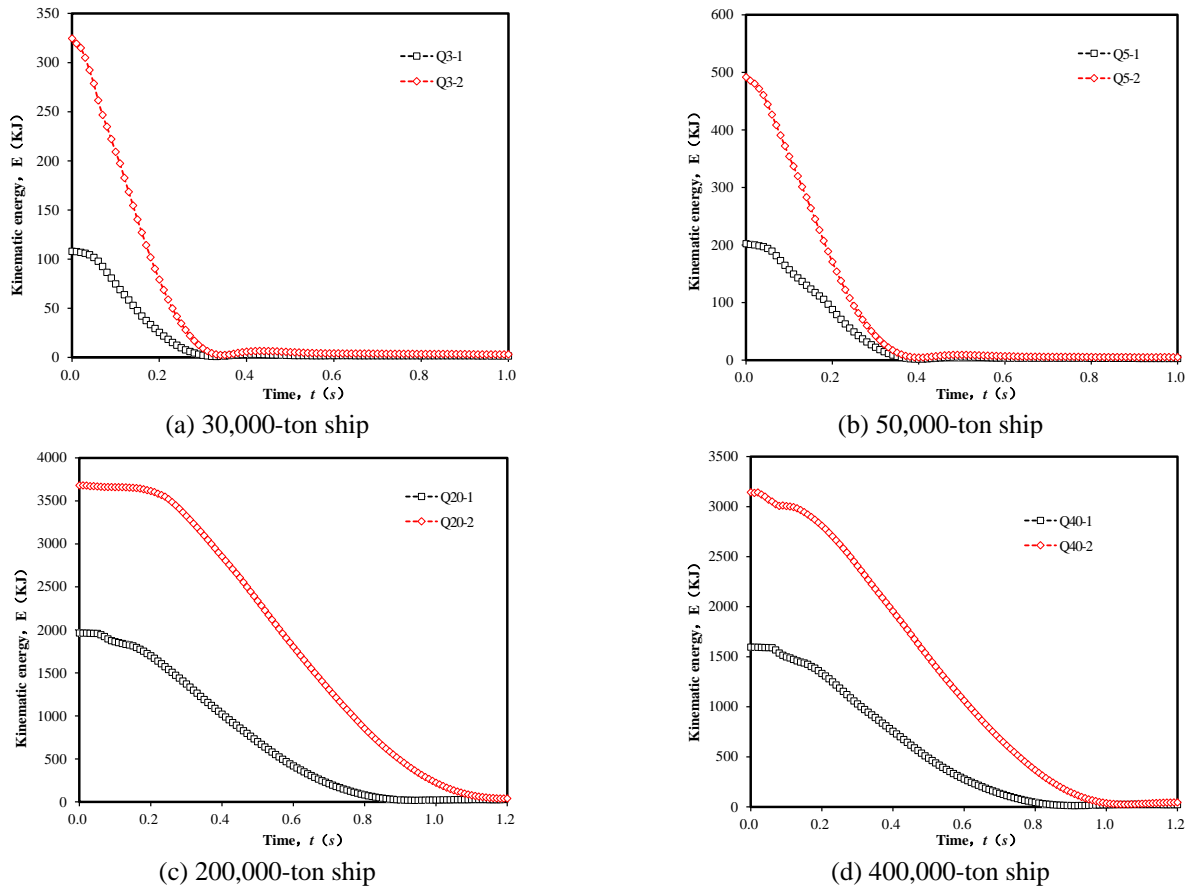 350
300
250
200
150
100
50
0
Kinematic energy, E (KJ)
Q3-1
Q3-2
0.0 0.2 0.4 0.6 0.8 1.0
Time, t (s)
(a) 30,000-ton ship
600
500
400
300
200
100
0
Kinematic energy, E (KJ)
Q5-1
Q5-2
0.0 0.2 0.4 0.6 0.8 1.0
Time, t (s)
(b) 50,000-ton ship
4000
3500
3000
2500
2000
1500
1000
500
0
Kinematic energy, E (KJ)
Q20-1
Q20-2
0.0 0.2 0.4 0.6 0.8 1.0 1.2
Time, t (s)
(c) 200,000-ton ship
3500
3000
2500
2000
1500
1000
500
0
Kinematic energy, E (KJ)
Q40-1
Q40-2
0.0 0.2 0.4 0.6 0.8 1.0 1.2
Time, t (s)
(d) 400,000-ton ship